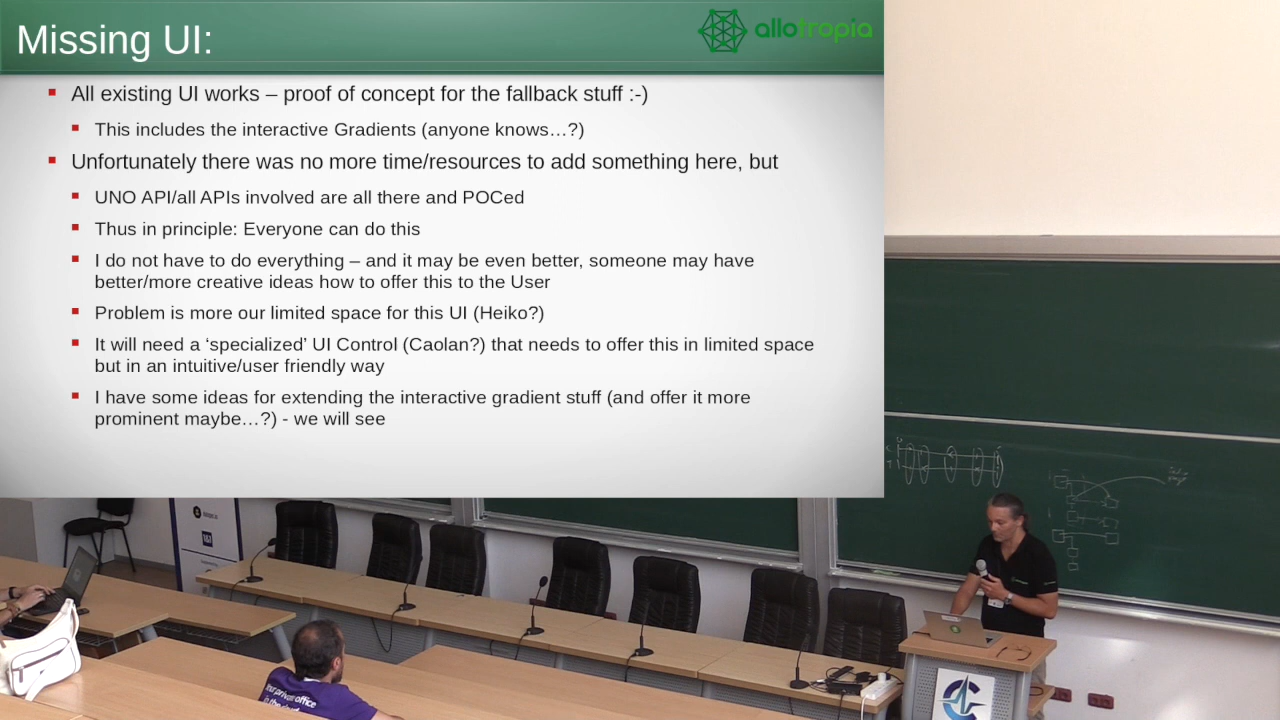 Missing UI:
allotropia
All existing UI works – proof of concept for the fallback stuff :-)
This includes the interactive Gradients (anyone knows…?)
Unfortunately there was no more time/resources to add something here, but
UNO API/all APIs involved are all there and POCed
Thus in principle: Everyone can do this
I do not have to do everything – and it may be even better, someone may have
better/more creative ideas how to offer this to the User
Problem is more our limited space for this UI (Heiko?)
It will need a ‘specialized’ UI Control (Caolan?) that needs to offer this in limited space
but in an intuitive/user friendly way
I have some ideas for extending the interactive gradient stuff (and offer it more
prominent maybe…?) - we will see
private office